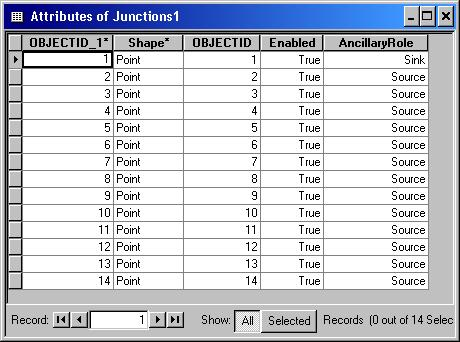 Attributes of Junctions1
OBJECTID_1* Shape* OBJECTID Enabled AncillaryRole
1 Point 1 True Sink
2 Point 2 True Source
3 Point 3 True Source
4 Point 4 True Source
5 Point 5 True Source
6 Point 6 True Source
7 Point 7 True Source
8 Point 8 True Source
9 Point 9 True Source
10 Point 10 True Source
11 Point 11 True Source
12 Point 12 True Source
13 Point 13 True Source
14 Point 14 True Source
Record: 1 Show: All Selected Records (0 out of 14 Selec